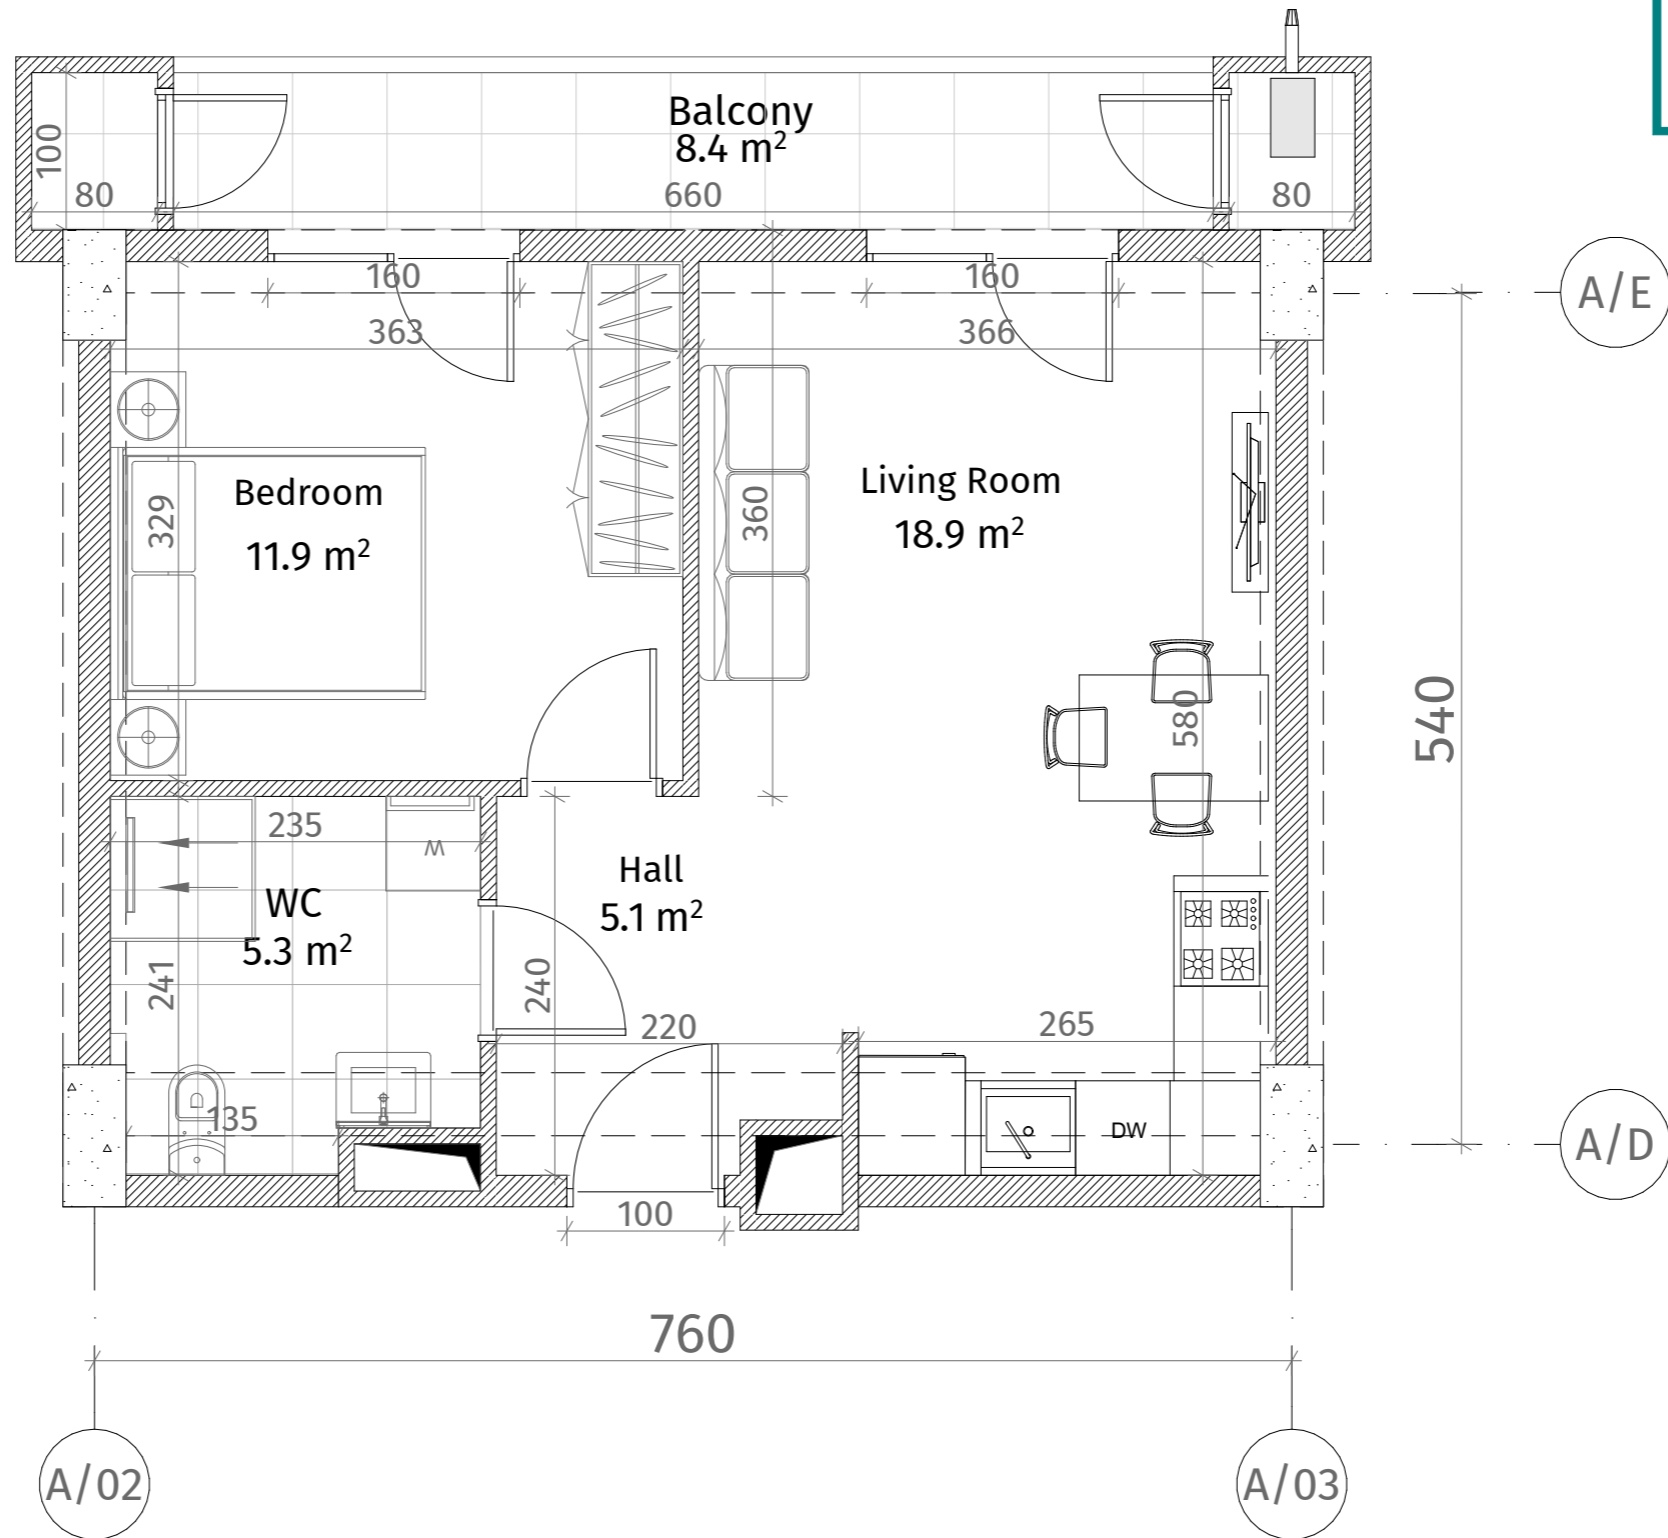 Balcony
8.4 m²
100
80
660
80
160
160
A/E
363
366
Bedroom
11.9 m²
329
360
Living Room
18.9 m²
580
540
235
W
Hall
5.1 m²
WC
5.3 m²
241
240
220
265
135
DW
A/D
100
760
A/02
A/03